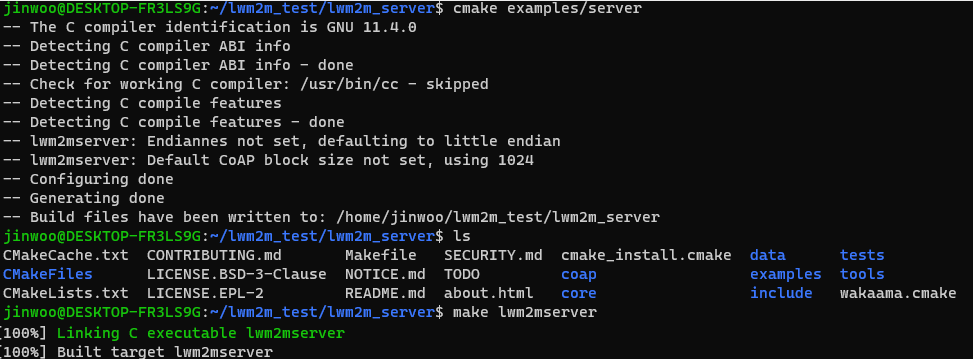 jinwoo@DESKTOP-FR3LS9G:~/lwm2m_test/lwm2m_server$ cmake examples/server
-- The C compiler identification is GNU 11.4.0
-- Detecting C compiler ABI info
-- Detecting C compiler ABI info - done
-- Check for working C compiler: /usr/bin/cc - skipped
-- Detecting C compile features
-- Detecting C compile features - done
-- lwm2mserver: Endiannes not set, defaulting to little endian
-- lwm2mserver: Default CoAP block size not set, using 1024
-- Configuring done
-- Generating done
-- Build files have been written to: /home/jinwoo/lwm2m_test/lwm2m_server
jinwoo@DESKTOP-FR3LS9G:~/lwm2m_test/lwm2m_server$ ls
CMakeCache.txt  CONTRIBUTING.md       Makefile   SECURITY.md  cmake_install.cmake  data      tests
CMakeFiles      LICENSE.BSD-3-Clause  NOTICE.md  TODO         coap                 examples  tools
CMakeLists.txt  LICENSE.EPL-2         README.md  about.html   core                 include   wakaama.cmake
jinwoo@DESKTOP-FR3LS9G:~/lwm2m_test/lwm2m_server$ make lwm2mserver
[100%] Linking C executable lwm2mserver
[100%] Built target lwm2mserver